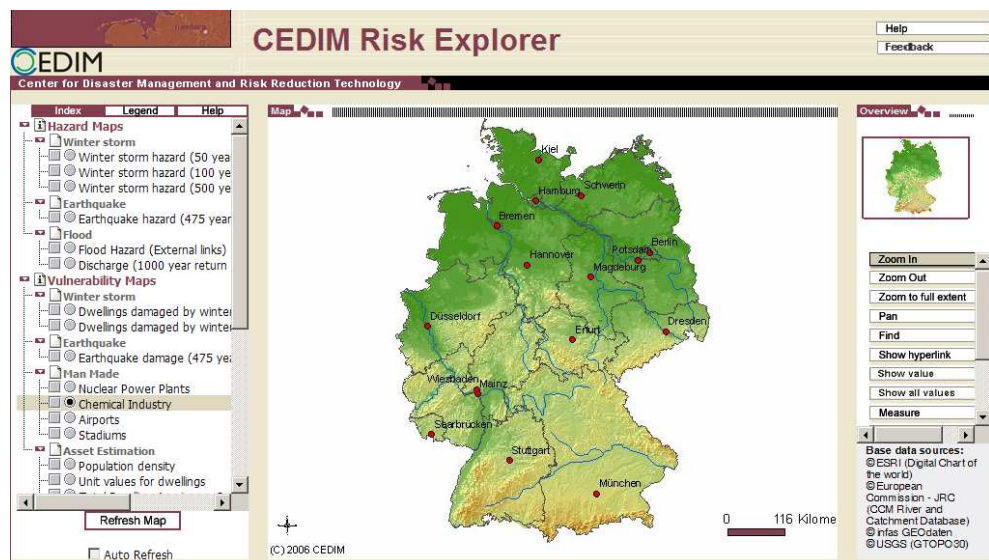 CEDIM
CEDIM Risk Explorer
Help
Feedback
Center for Disaster Management and Risk Reduction Technology
Index Legend Help
Hazard Maps
Winter storm
Winter storm hazard (50 yea
Winter storm hazard (100 ye
Winter storm hazard (500 ye
Earthquake
Earthquake hazard (475 year
Flood
Flood Hazard (External links)
Discharge (1000 year return
Vulnerability Maps
Winter storm
Dwellings damaged by winter
Dwellings damaged by winter
Earthquake
Earthquake damage (475 yea
Man Made
Nuclear Power Plants
Chemical Industry
Airports
Stadiums
Asset Estimation
Population density
Unit values for dwellings
Refresh Map
Auto Refresh
Map
Kiel
Hamburg
Schwerin
Bremen
Hannover
Potsdam
Berlin
Magdeburg
Düsseldorf
Erfurt
Dresden
Wiesbaden
Mainz
Saarbrücken
Stuttgart
München
0 116 Kilome
(C) 2006 CEDIM
Overview
Zoom In
Zoom Out
Zoom to full extent
Pan
Find
Show hyperlink
Show value
Show all values
Measure
Base data sources:
©ESRI (Digital Chart of
the world)
©European
Commission - JRC
(CCM River and
Catchment Database)
©infas GEOdaten
©USGS (GTOPO30)